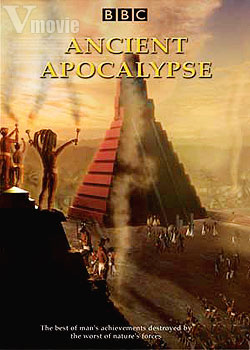 Vmovie
BBC
ANCIENT
APOCALYPSE
The best of man's achievements destroyed by
the worst of nature's forces